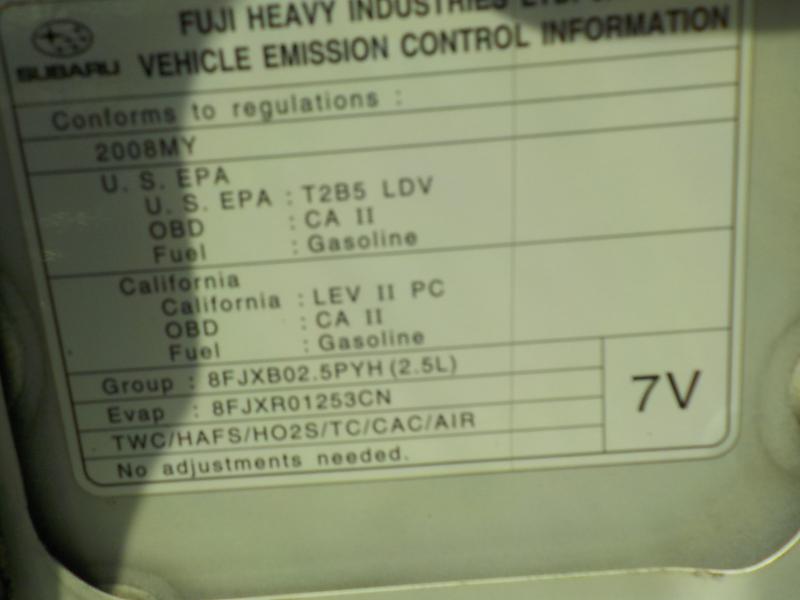 SUBARU
FUJI HEAVY INDUSTRIES
VEHICLE EMISSION CONTROL INFORMATION
Conforms to regulations :
2008MY
U. S. EPA
U. S. EPA : T2B5 LDV
OBD : CA II
Fuel : Gasoline
California
California : LEV II PC
OBD : CA II
Fuel : Gasoline
Group : 8FJXB02.5PYH (2.5L)
Evap : 8FJXR01253CN
TWC/HAFS/HO2S/TC/CAC/AIR
No adjustments needed.
7V